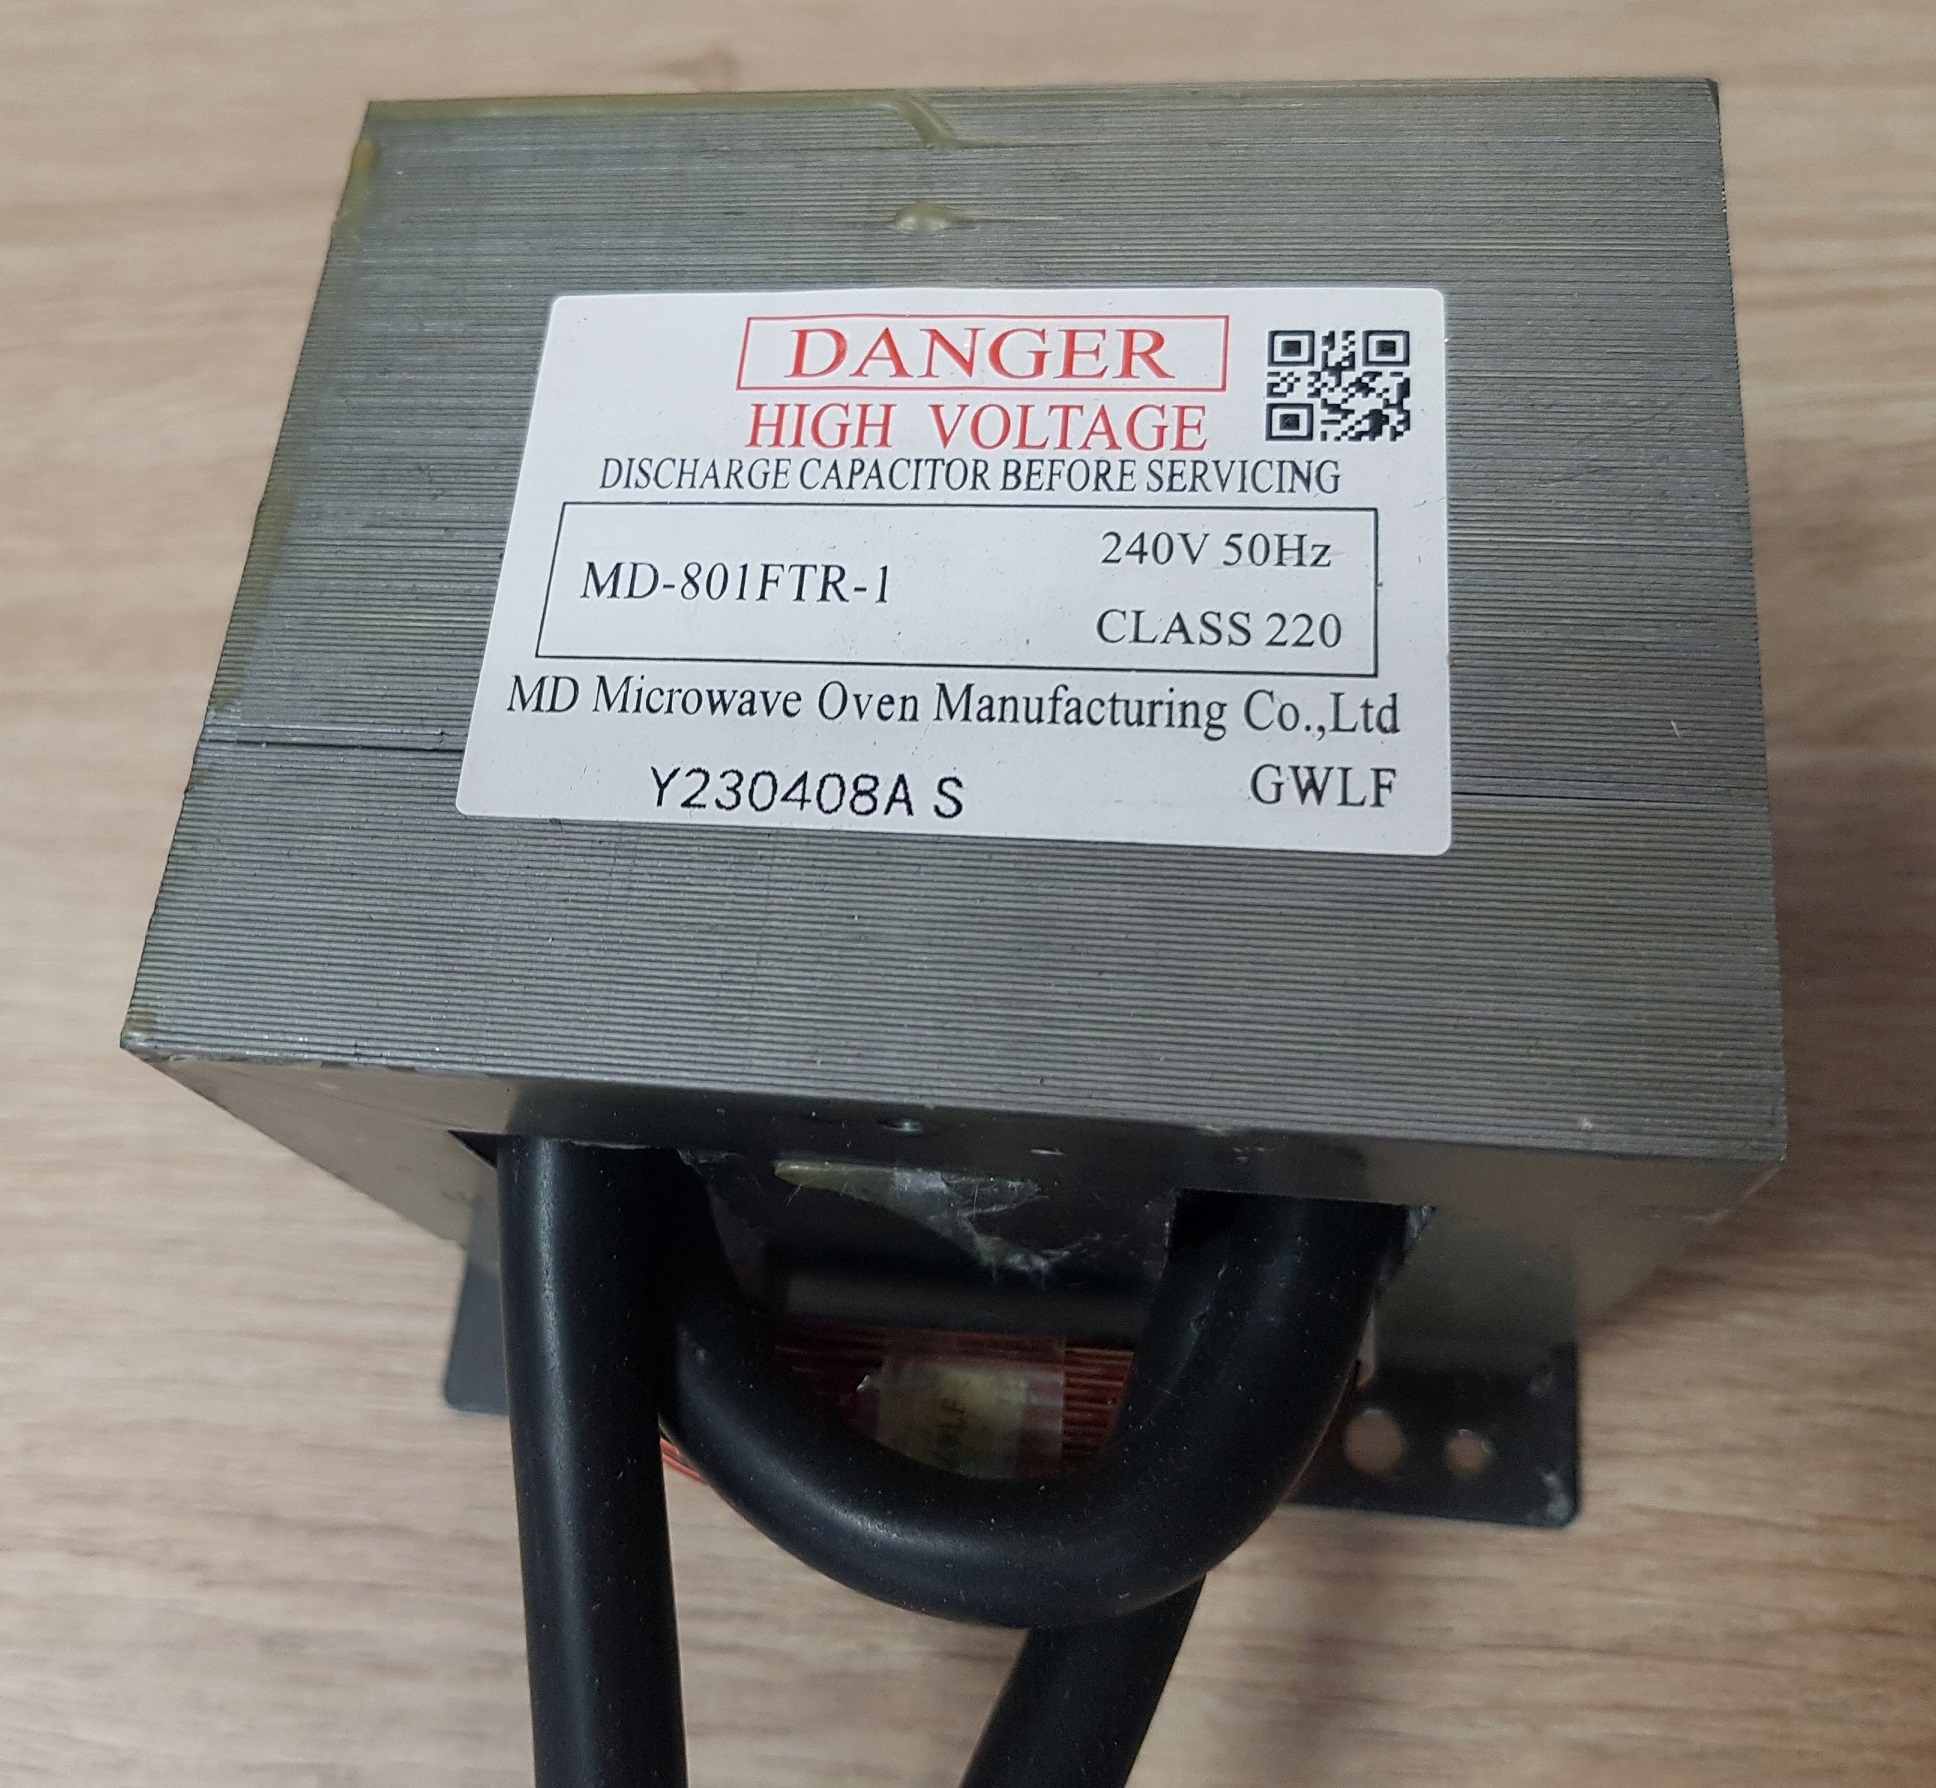 DANGER
HIGH VOLTAGE
DISCHARGE CAPACITOR BEFORE SERVICING
MD-801FTR-1
240V 50Hz
CLASS 220
MD Microwave Oven Manufacturing Co.,Ltd
Y230408A S
GWLF